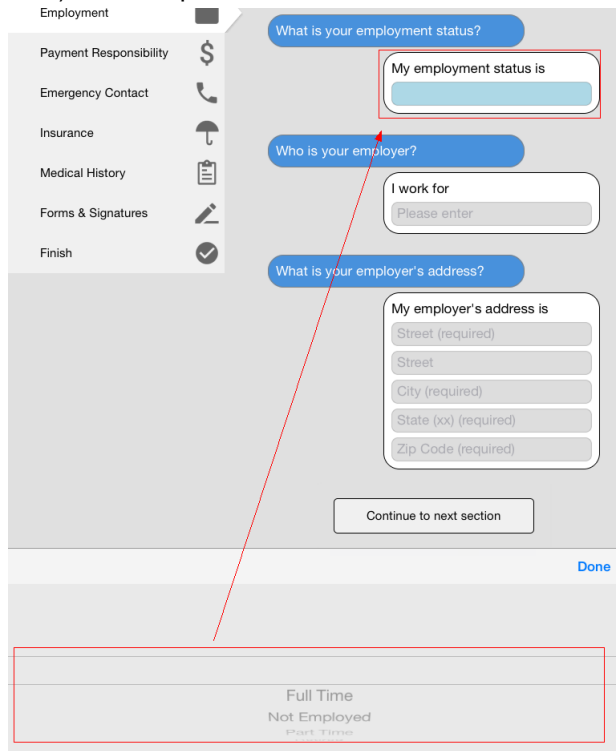 Employment
Payment Responsibility
Emergency Contact
Insurance
Medical History
Forms & Signatures
Finish
What is your employment status?
My employment status is
Who is your employer?
I work for
Please enter
What is your employer's address?
My employer's address is
Street (required)
Street
City (required)
State (xx) (required)
Zip Code (required)
Continue to next section
Done
Full Time
Not Employed
Part Time